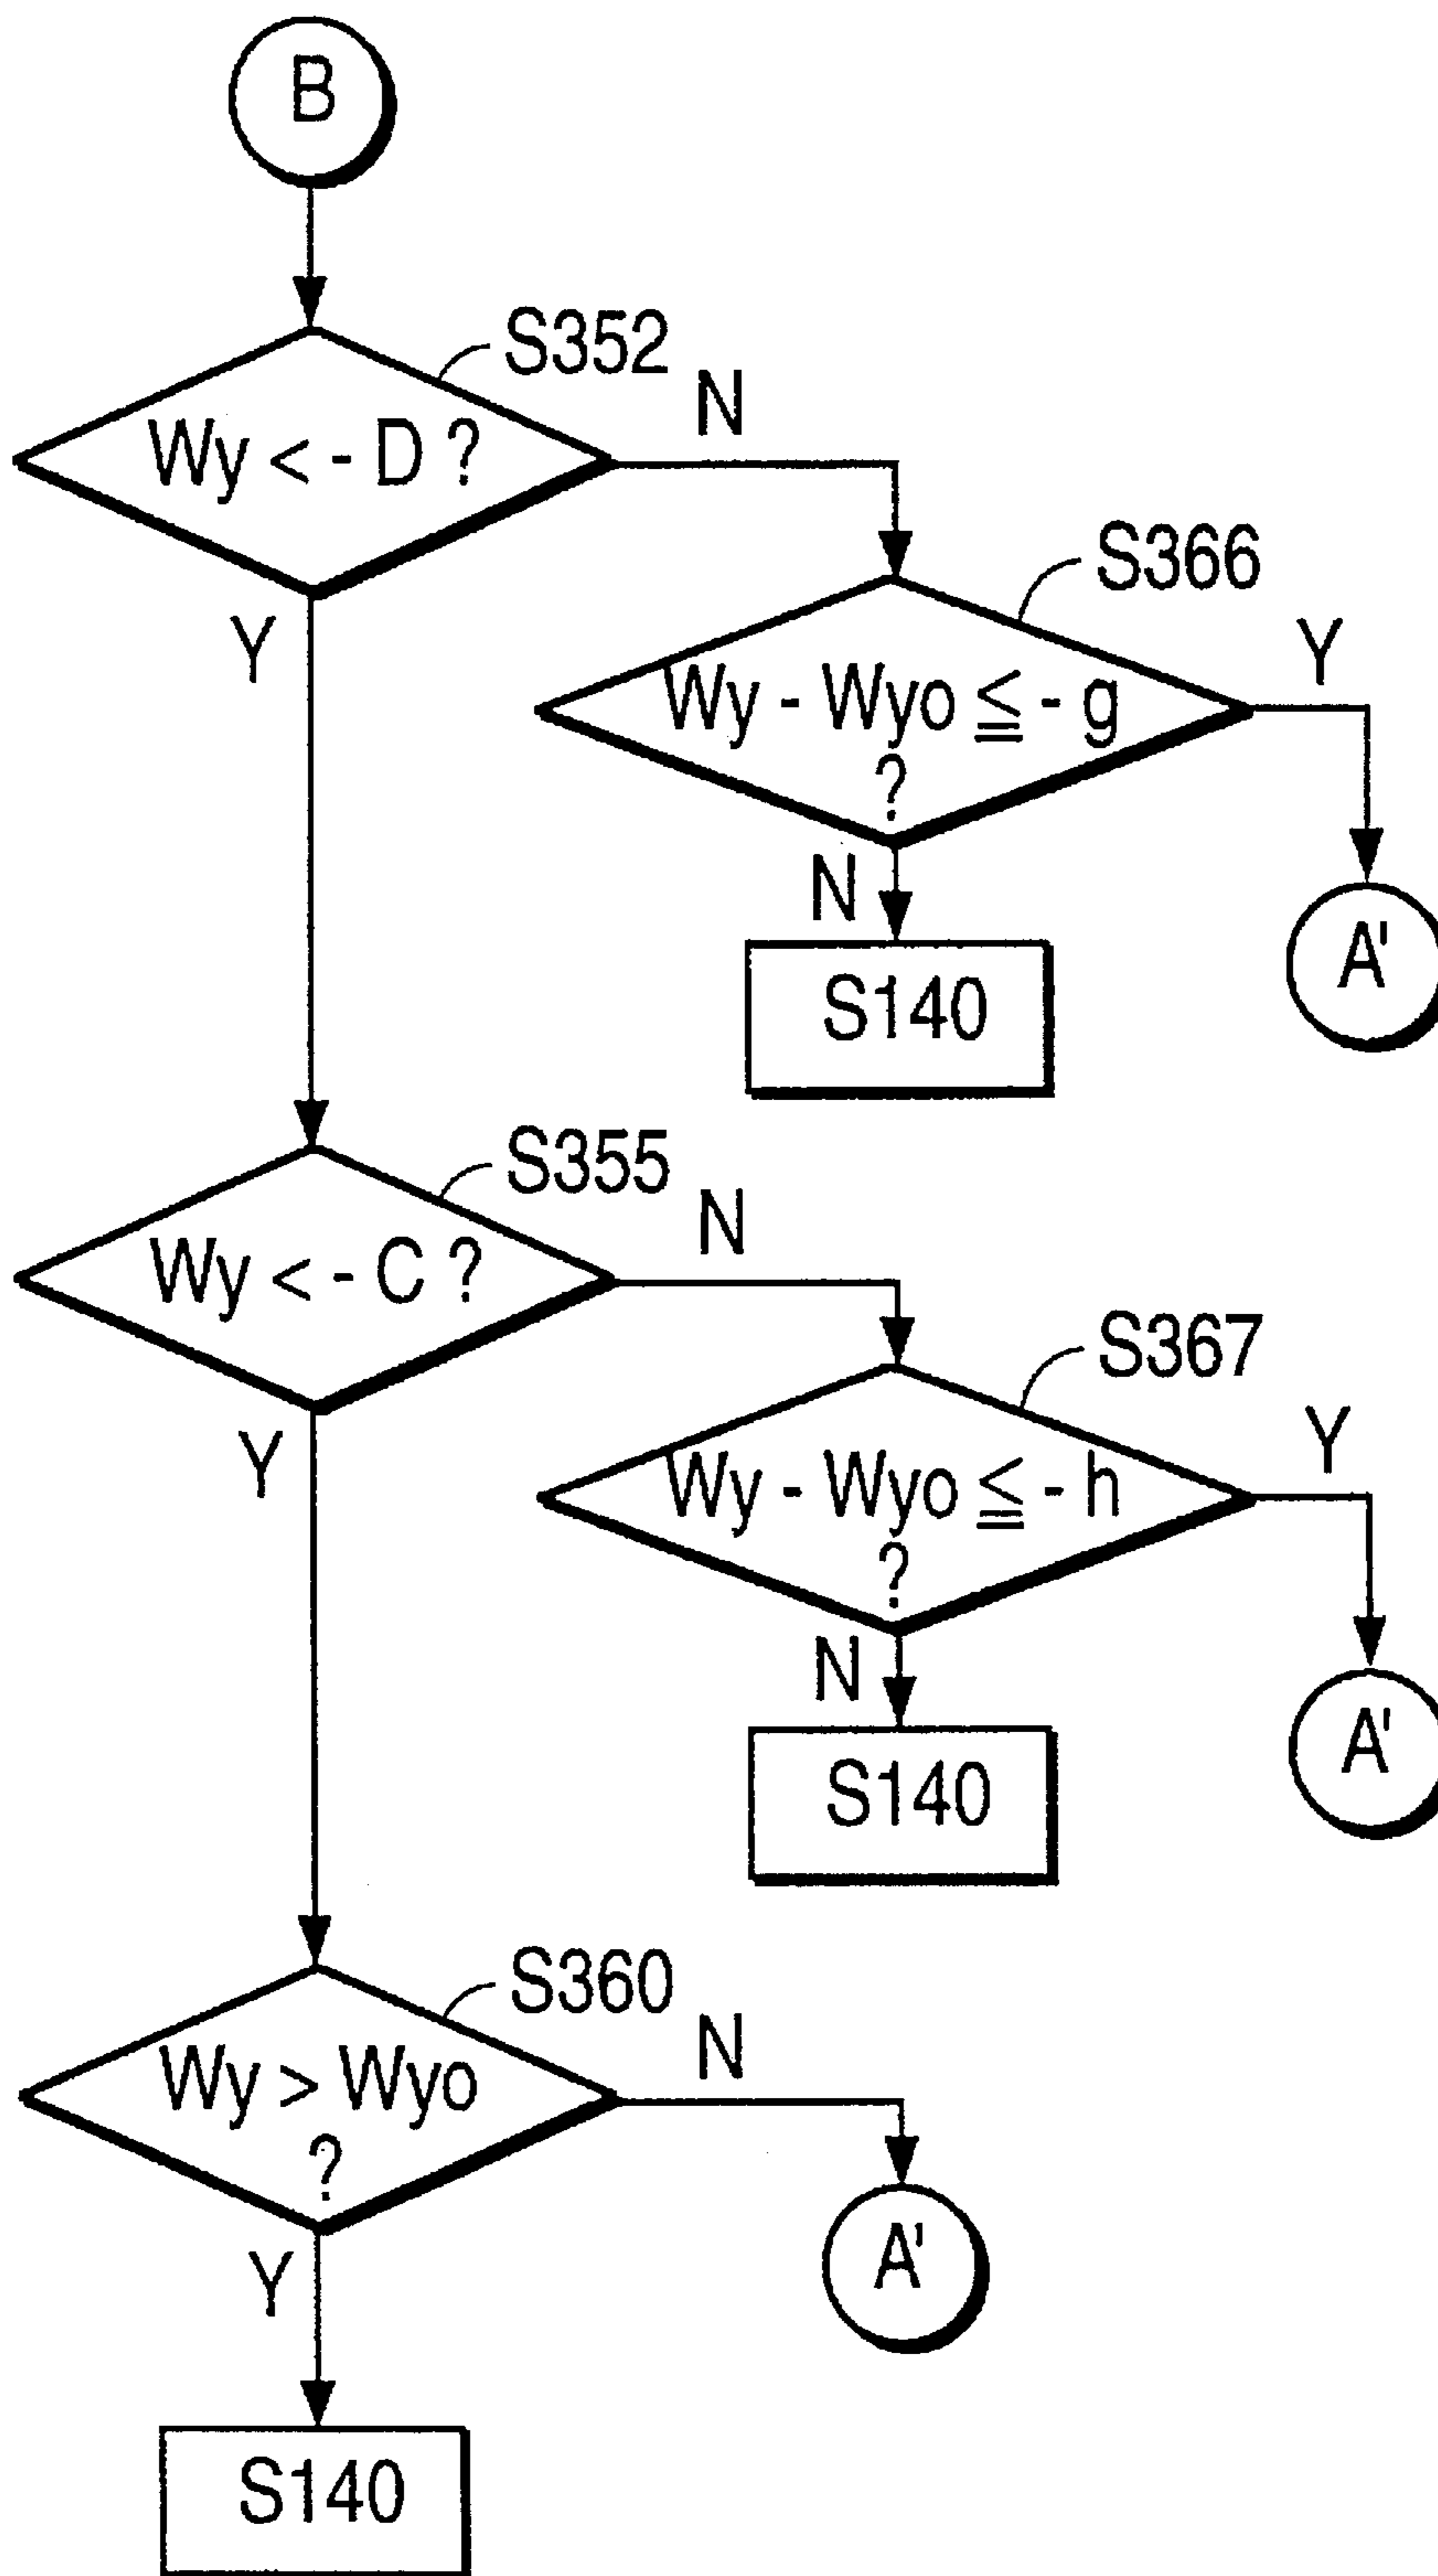 B
S352
Wy < - D ?
N
Y
S366
Wy - Wyo ≦ - g
?
Y
N
A'
S140
S355
Wy < - C ?
N
Y
S367
Wy - Wyo ≦ - h
?
Y
N
A'
S140
S360
Wy > Wyo
?
N
Y
A'
S140